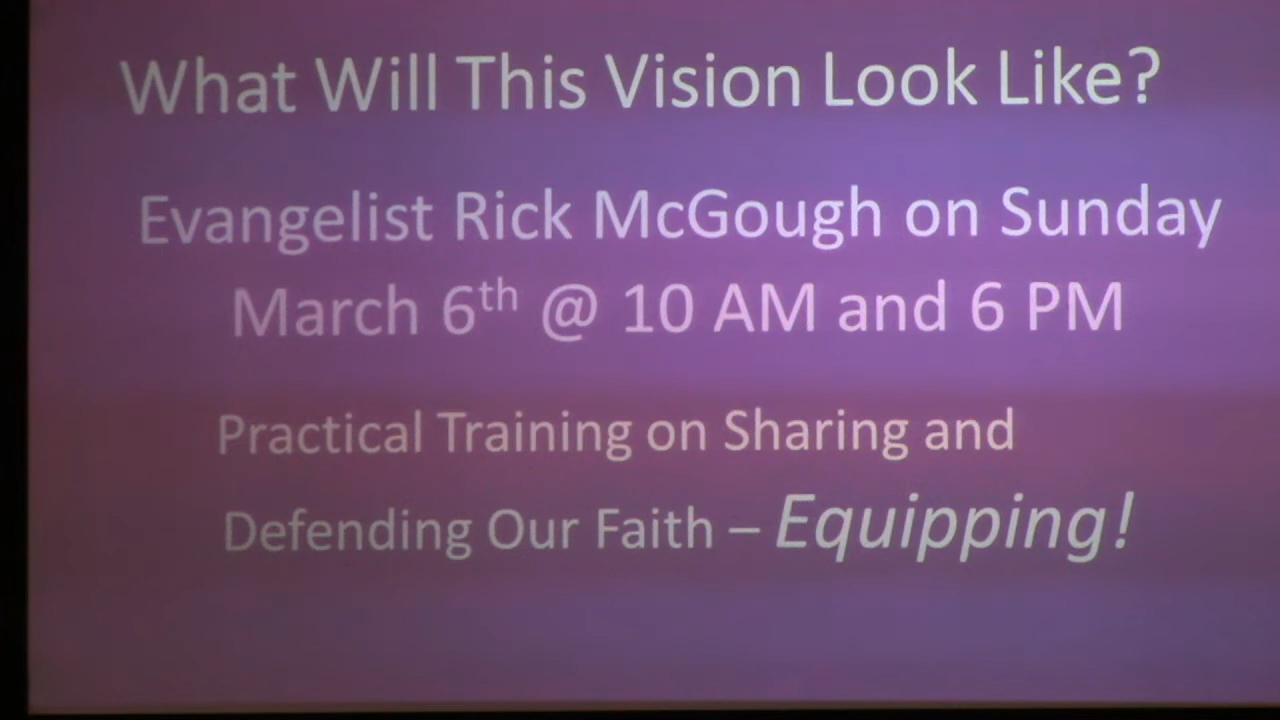 What Will This Vision Look Like?
Evangelist Rick McGough on Sunday
March 6th @ 10 AM and 6 PM
Practical Training on Sharing and
Defending Our Faith – Equipping!